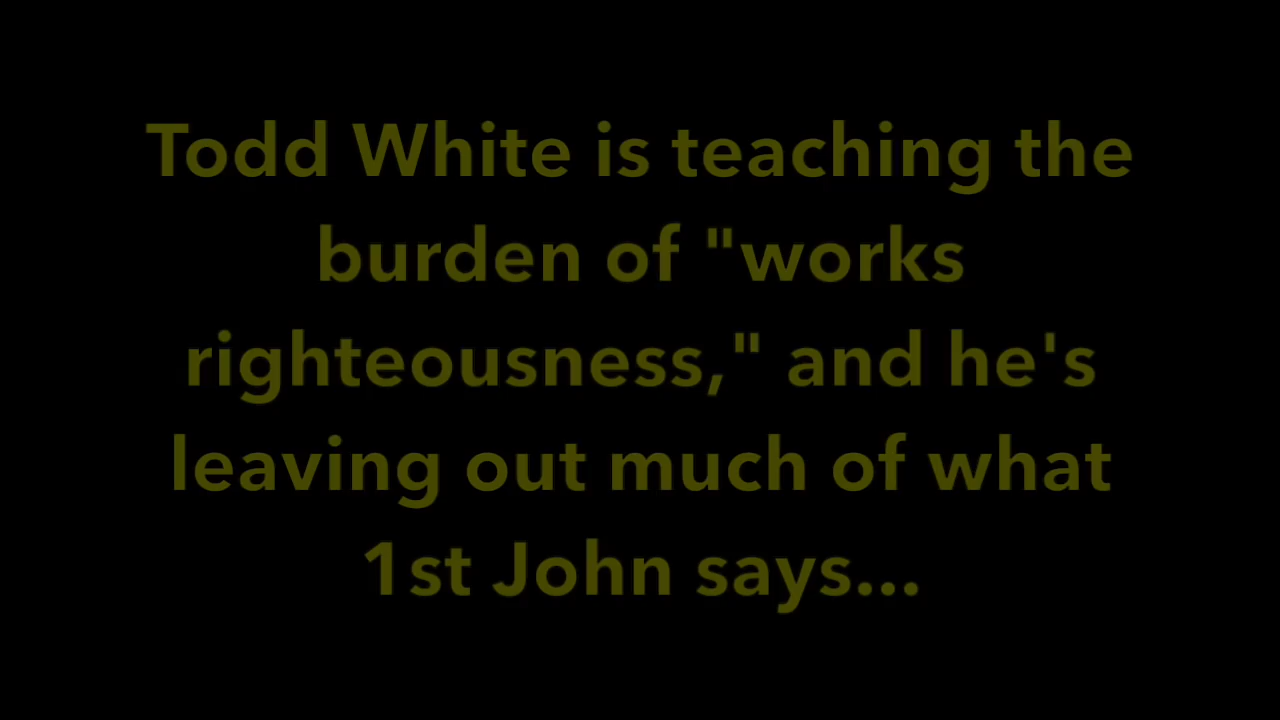 Todd White is teaching the
burden of "works
righteousness," and he's
leaving out much of what
1st John says...